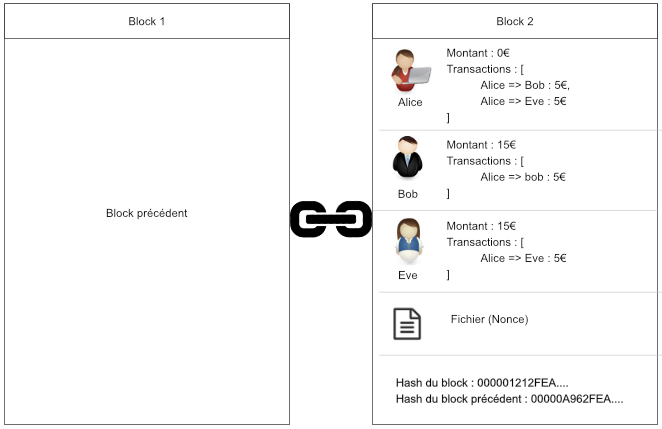 Block 1
Block précédent
Block 2
Alice
Montant : 0€
Transactions : [
Alice => Bob : 5€,
Alice => Eve : 5€
]
Bob
Montant : 15€
Transactions : [
Alice => bob : 5€
]
Eve
Montant : 15€
Transactions : [
Alice => Eve : 5€
]
Fichier (Nonce)
Hash du block : 000001212FEA....
Hash du block précédent : 00000A962FEA....